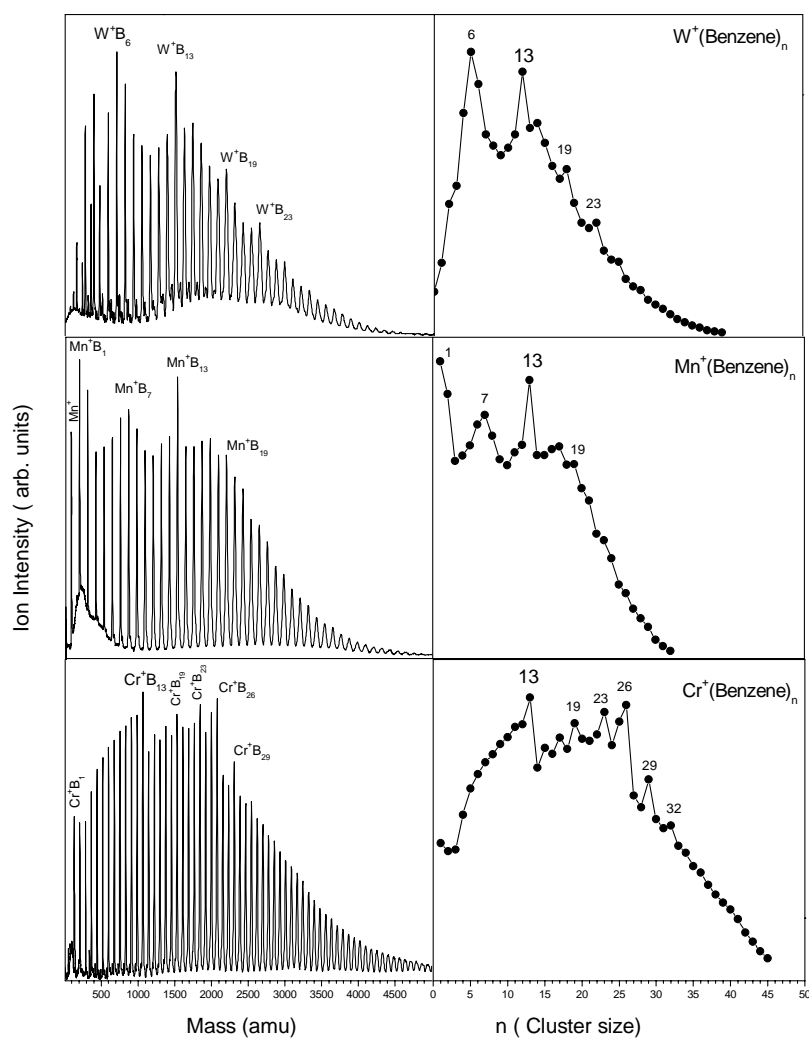 W⁺B₆
W⁺B₁₃
W⁺B₁₉
W⁺B₂₃
6
13
19
23
W⁺(Benzene)ₙ
Mn⁺
Mn⁺B₁
Mn⁺B₇
Mn⁺B₁₃
Mn⁺B₁₉
1
7
13
19
Mn⁺(Benzene)ₙ
Cr⁺B₁
Cr⁺B₁₃
Cr⁺B₁₉
Cr⁺B₂₃
Cr⁺B₂₆
Cr⁺B₂₉
13
19
23
26
29
32
Cr⁺(Benzene)ₙ
Ion Intensity ( arb. units)
500 1000 1500 2000 2500 3000 3500 4000 4500
0 5 10 15 20 25 30 35 40 45 50
Mass (amu)
n ( Cluster size)